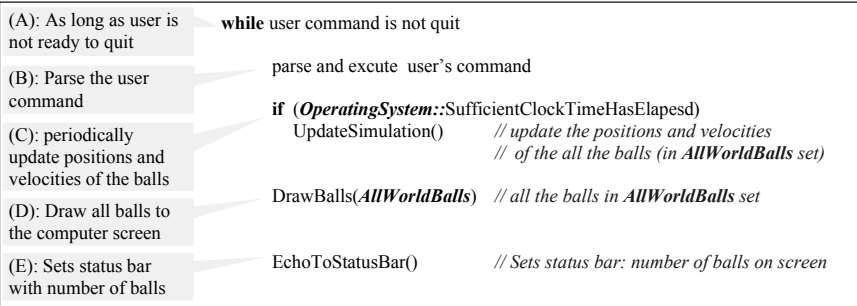 (A): As long as user is
not ready to quit
while user command is not quit
(B): Parse the user
command
parse and excute user's command
(C): periodically
update positions and
velocities of the balls
if (OperatingSystem::SufficientClockTimeHasElapesd)
UpdateSimulation() // update the positions and velocities
// of the all the balls (in AllWorldBalls set)
(D): Draw all balls to
the computer screen
DrawBalls(AllWorldBalls) // all the balls in AllWorldBalls set
(E): Sets status bar
with number of balls
EchoToStatusBar() // Sets status bar: number of balls on screen